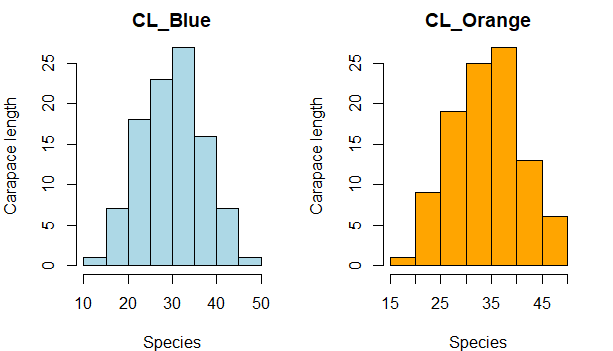 CL_Blue
Carapace length
0 5 10 15 20 25
10 20 30 40 50
Species
CL_Orange
Carapace length
0 5 10 15 20 25
15 25 35 45
Species